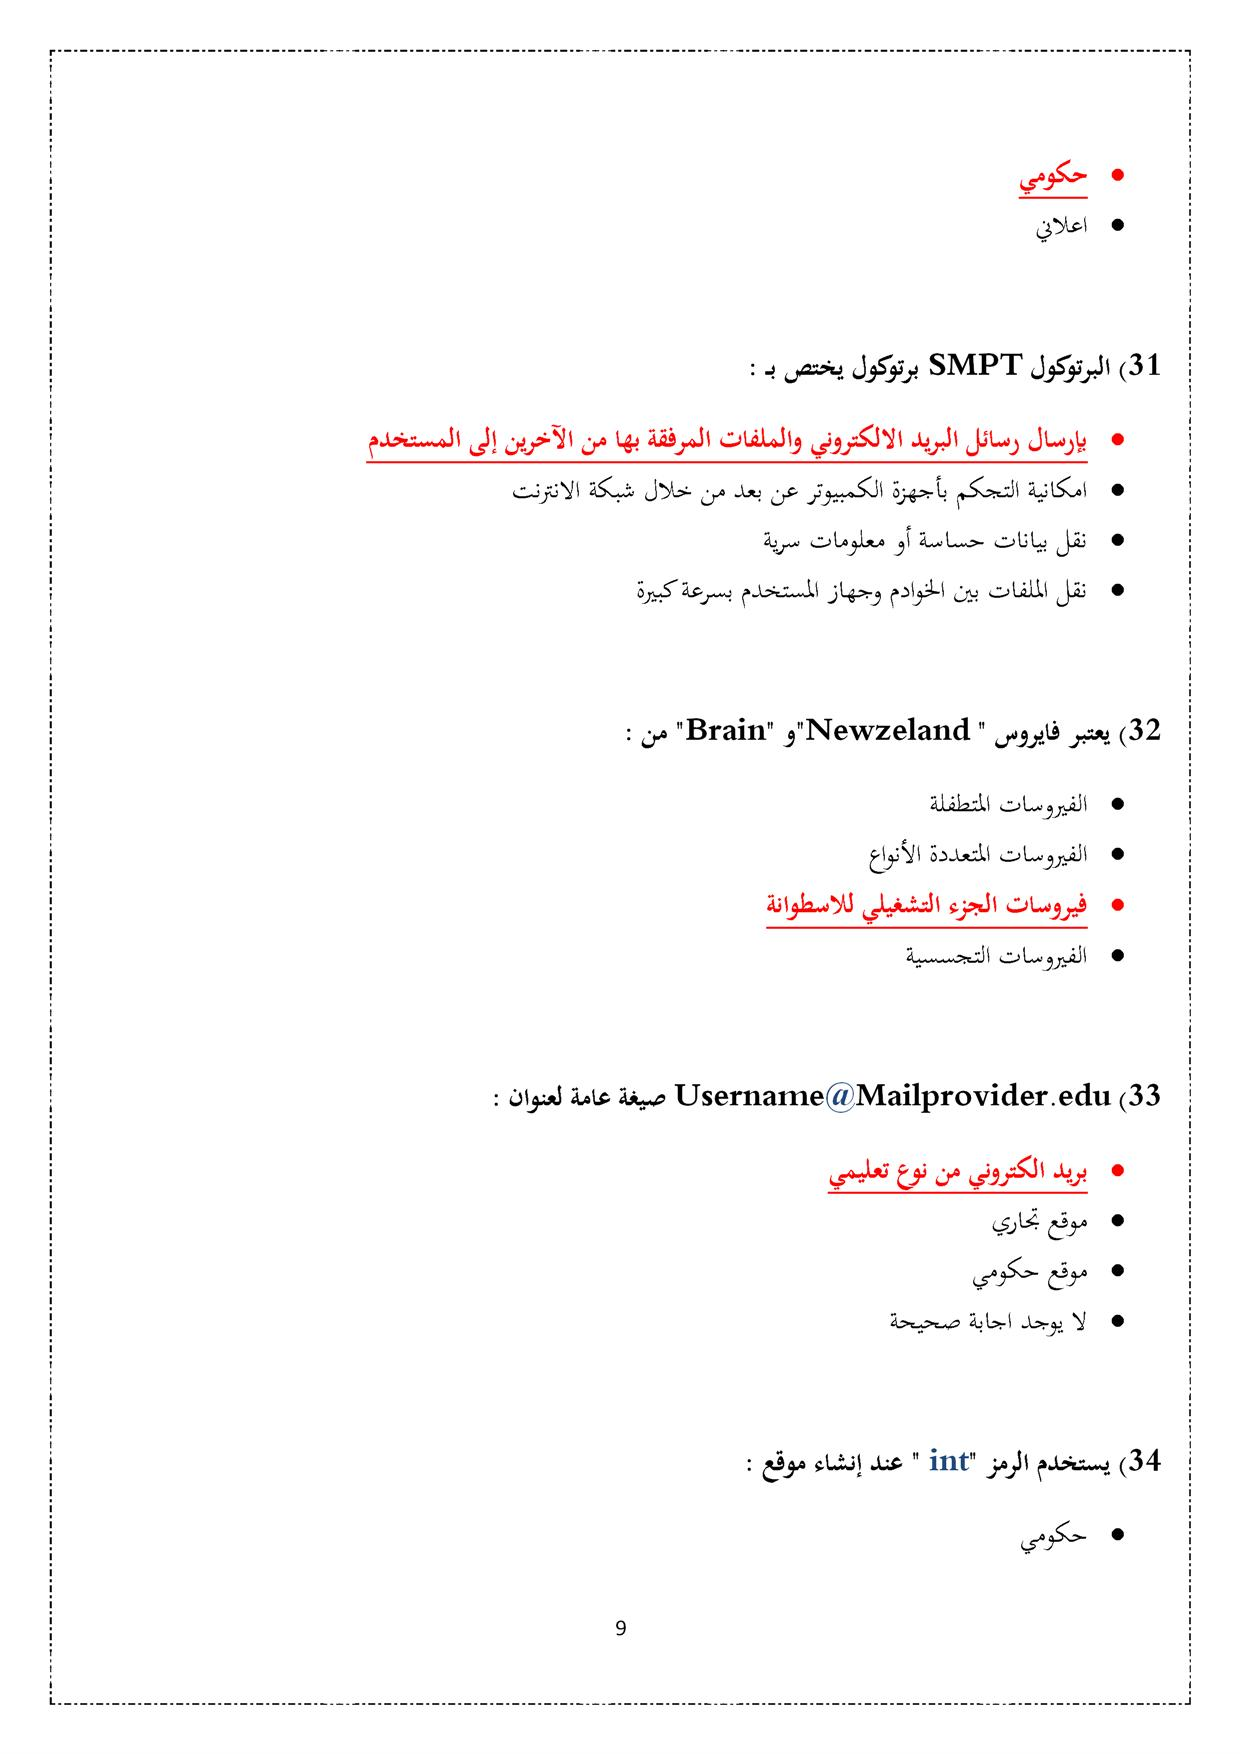 • حكومي
• اعلاني
31) البرتوكول SMPT برتوكول يختص بـ :
• بإرسال رسائل البريد الالكتروني والملفات المرفقة بها من الآخرين إلى المستخدم
• امكانية التحكم بأجهزة الكمبيوتر عن بعد من خلال شبكة الانترنت
• نقل بيانات حساسة أو معلومات سرية
• نقل الملفات بين الخوادم وجهاز المستخدم بسرعة كبيرة
32) يعتبر فايروس " Newzeland"و "Brain" من :
• الفيروسات المتطفلة
• الفيروسات المتعددة الأنواع
• فيروسات الجزء التشغيلي للاسطوانة
• الفيروسات التجسسية
33) Username@Mailprovider.edu صيغة عامة لعنوان :
• بريد الكتروني من نوع تعليمي
• موقع تجاري
• موقع حكومي
• لا يوجد اجابة صحيحة
34) يستخدم الرمز "int " عند إنشاء موقع :
• حكومي
9